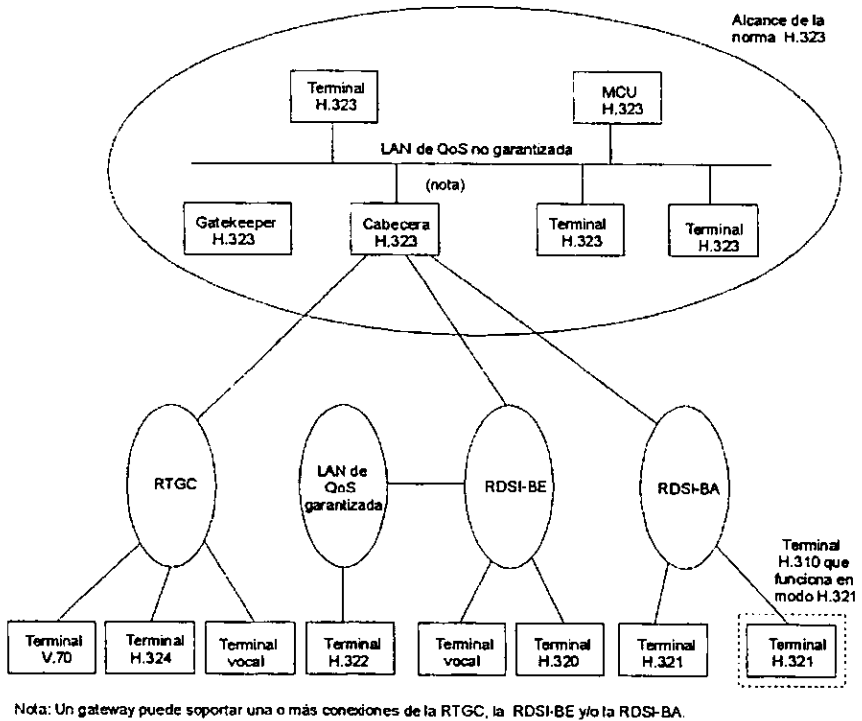 Alcance de la
norma H.323
Terminal
H.323
MCU
H.323
LAN de QoS no garantizada
(nota)
Gatekeeper
H.323
Cabecera
H.323
Terminal
H.323
Terminal
H.323
RTGC
LAN de
QoS
garantizada
RDSI-BE
RDSI-BA
Terminal
H.310 que
funciona en
modo H.321
Terminal
V.70
Terminal
H.324
Terminal
vocal
Terminal
H.322
Terminal
vocal
Terminal
H.320
Terminal
H.321
Terminal
H.321
Nota: Un gateway puede soportar una o más conexiones de la RTGC, la RDSI-BE y/o la RDSI-BA.